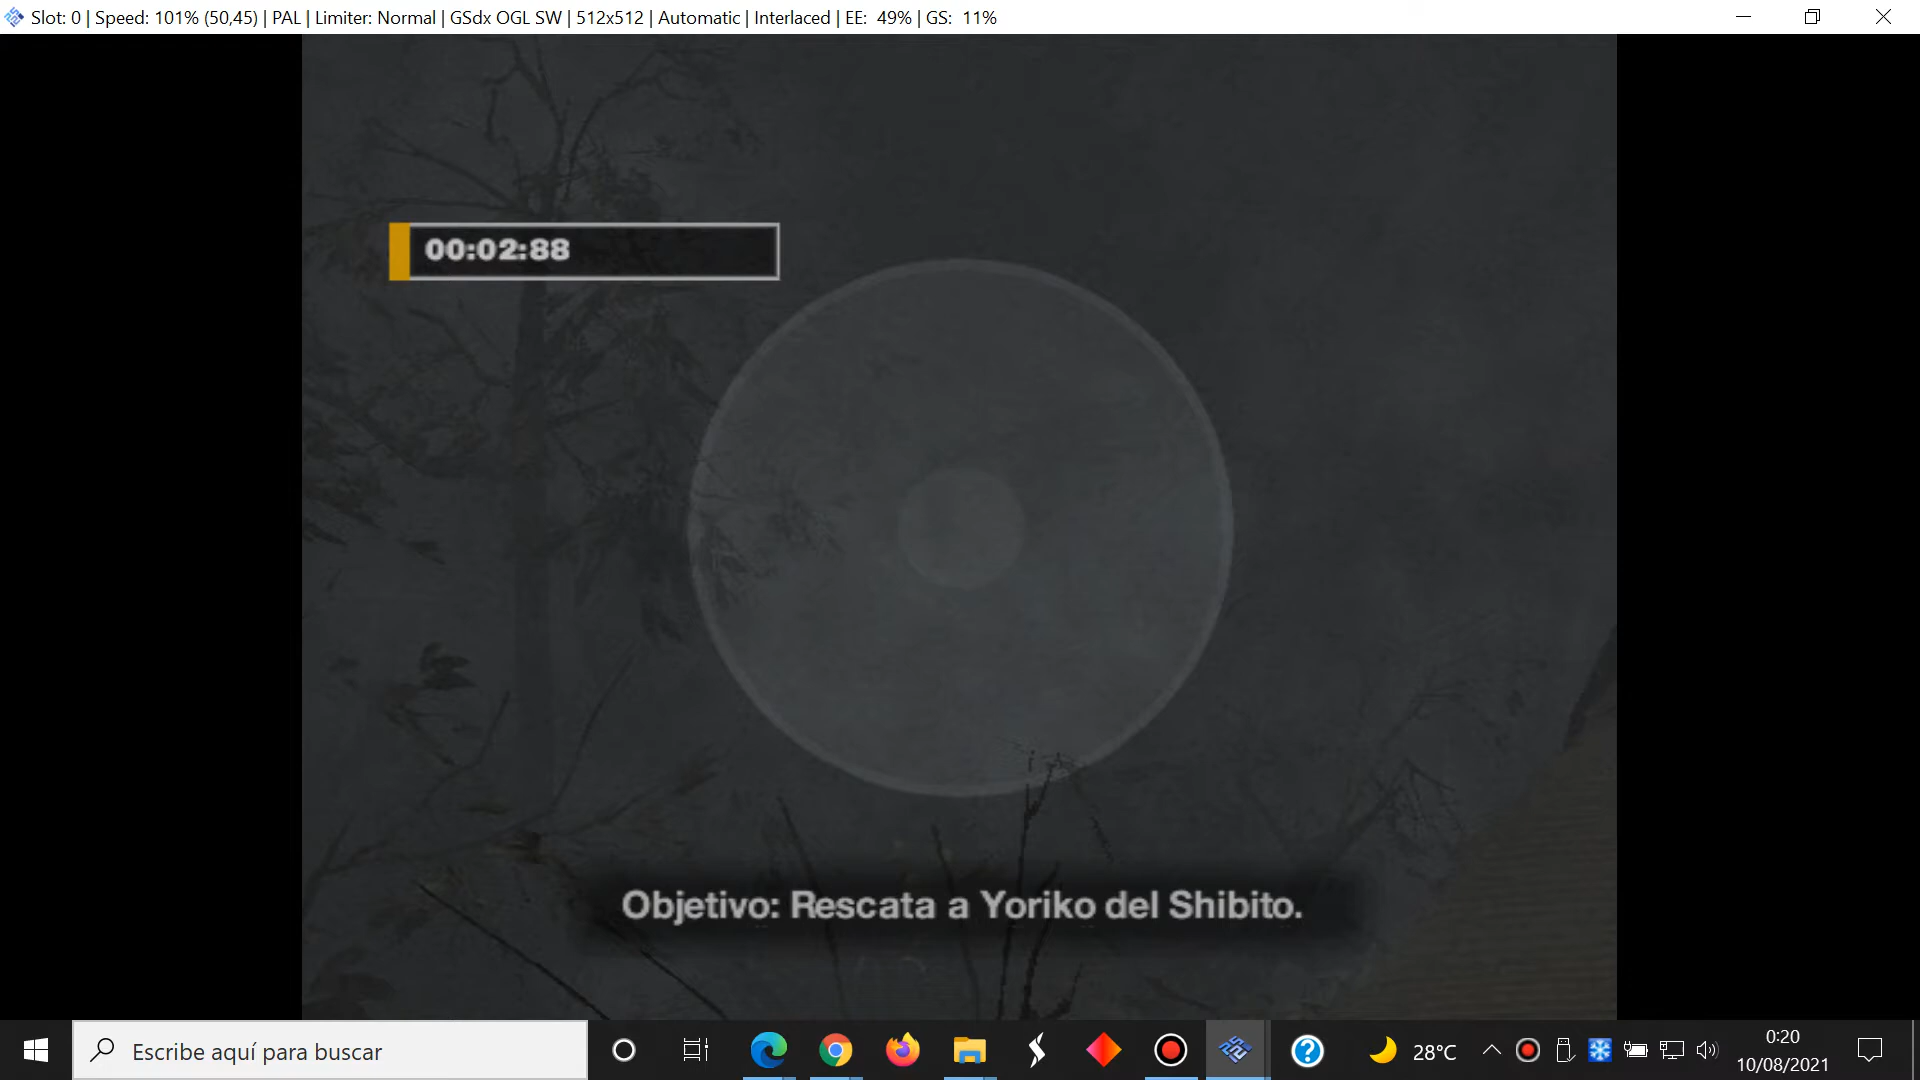 Slot: 0 | Speed: 101% (50,45) | PAL | Limiter: Normal | GSdx OGL SW | 512x512 | Automatic | Interlaced | EE:  49% | GS:  11%
00:02:88
Objetivo: Rescata a Yoriko del Shibito.
Escribe aquí para buscar
28°C
0:20
10/08/2021